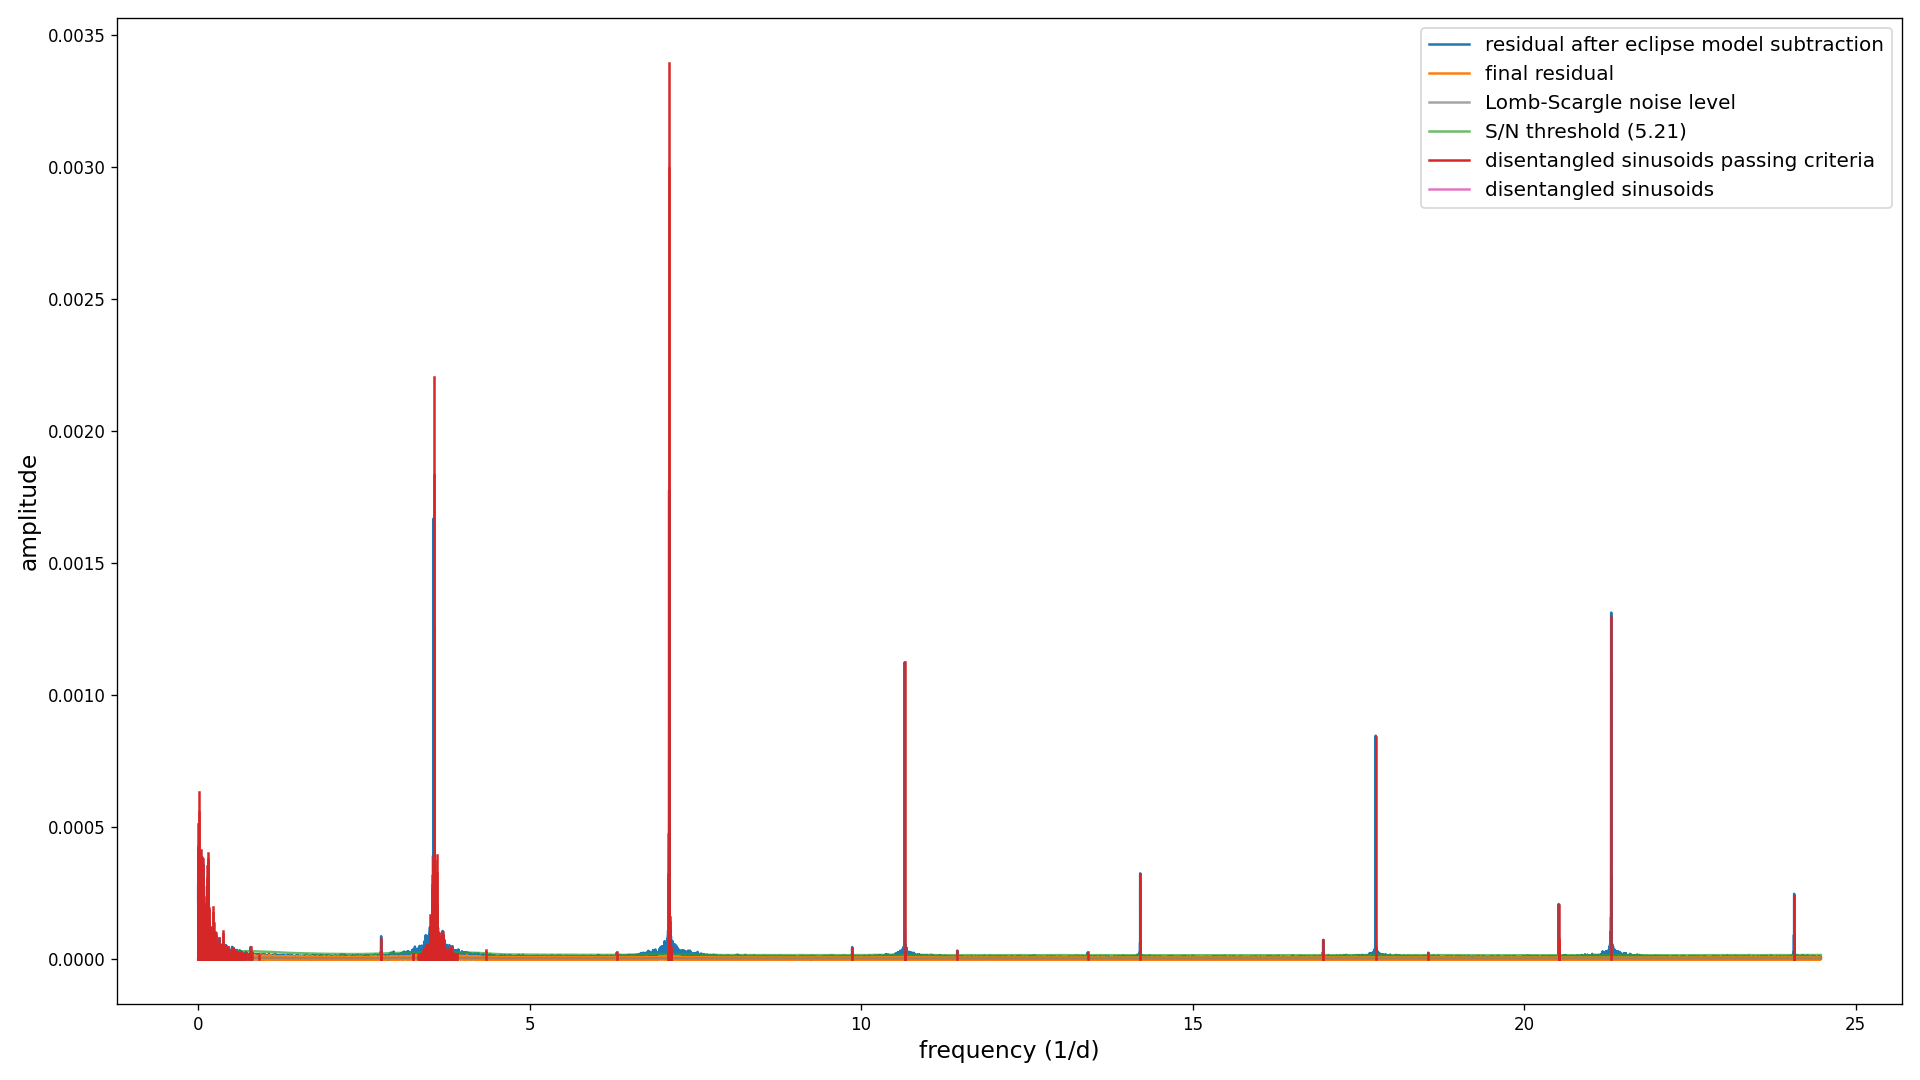 0.0035
0.0030
0.0025
0.0020
0.0015
0.0010
0.0005
0.0000
amplitude
0 5 10 15 20 25
frequency (1/d)
residual after eclipse model subtraction
final residual
Lomb-Scargle noise level
S/N threshold (5.21)
disentangled sinusoids passing criteria
disentangled sinusoids